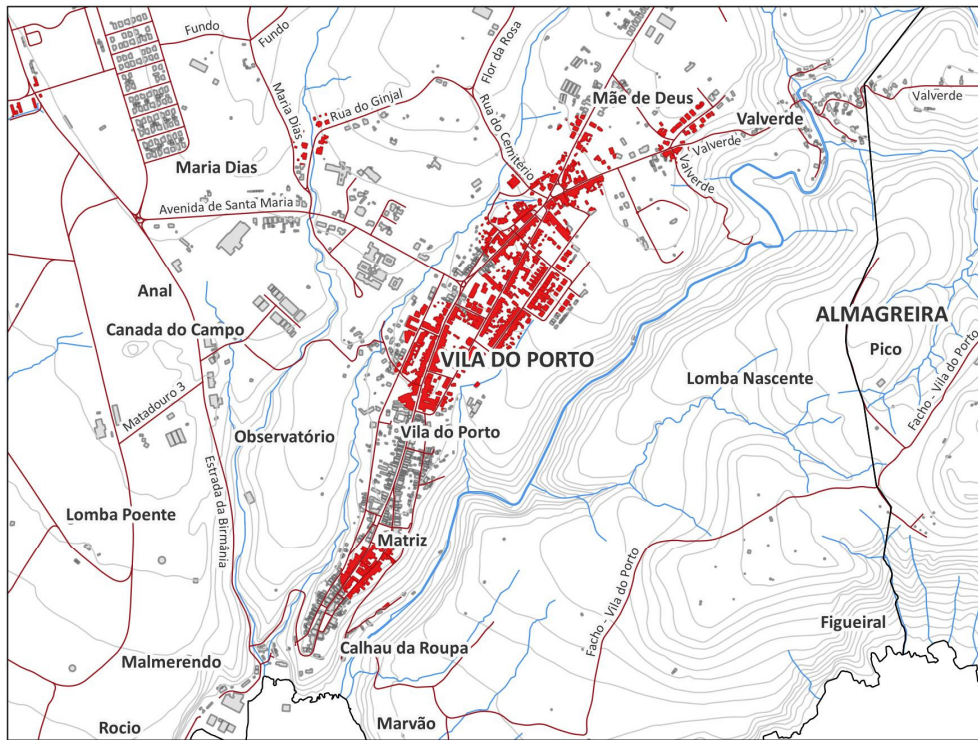 Fundo
Fundo
Flor da Rosa
Maria Dias
Rua do Ginjal
Mãe de Deus
Valverde
Valverde
Rua do Cemitério
Valverde
Valverde
Maria Dias
Avenida de Santa Maria
Anal
ALMAGREIRA
Canada do Campo
Pico
VILA DO PORTO
Lomba Nascente
Facho - Vila do Porto
Matadouro 3
Observatório
Vila do Porto
Estrada da Birmânia
Lomba Poente
Matriz
Facho - Vila do Porto
Figueiral
Calhau da Roupa
Malmerendo
Rocio
Marvão